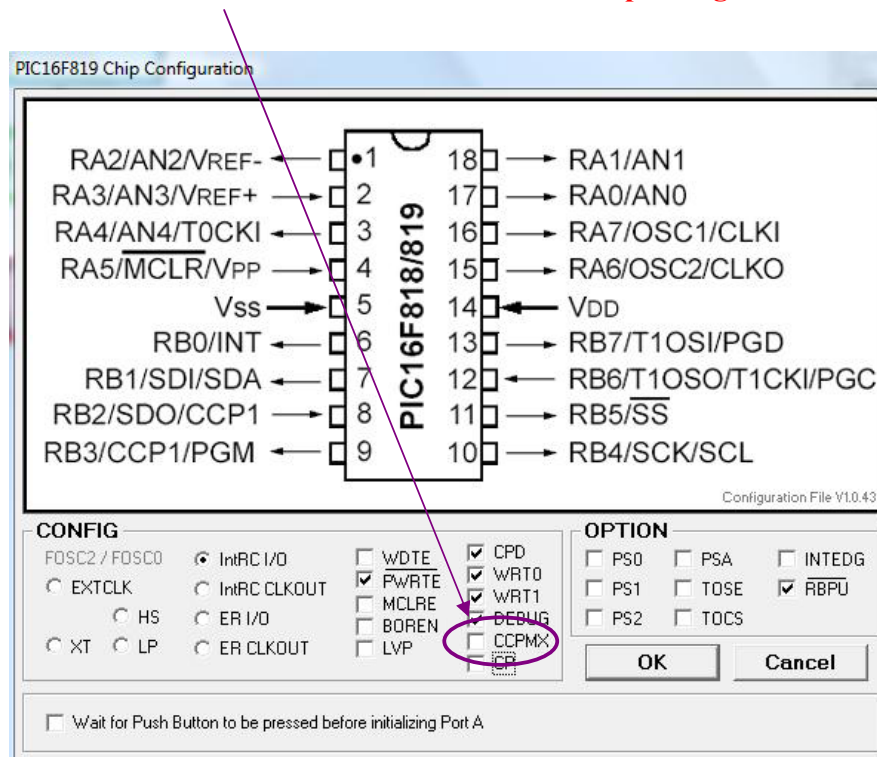 PIC16F819 Chip Configuration
RA2/AN2/VREF- •1 18 RA1/AN1
RA3/AN3/VREF+ 2 17 RA0/AN0
RA4/AN4/T0CKI 3 16 RA7/OSC1/CLKI
RA5/MCLR/VPP 4 15 RA6/OSC2/CLKO
Vss 5 14 VDD
RB0/INT 6 13 RB7/T1OSI/PGD
RB1/SDI/SDA 7 12 RB6/T1OSO/T1CKI/PGC
RB2/SDO/CCP1 8 11 RB5/SS
RB3/CCP1/PGM 9 10 RB4/SCK/SCL
PIC16F818/819
Configuration File V1.0.43
CONFIG
FOSC2 / FOSC0
EXTCLK
HS
XT LP
IntRC I/O
IntRC CLKOUT
ER I/O
ER CLKOUT
WDTE
PWRTE
MCLRE
BOREN
LVP
CPD
WRT0
WRT1
DEBUG
CCPMX
CP
OPTION
PS0 PSA INTEDG
PS1 TOSE RBPU
PS2 TOCS
OK Cancel
Wait for Push Button to be pressed before initializing Port A